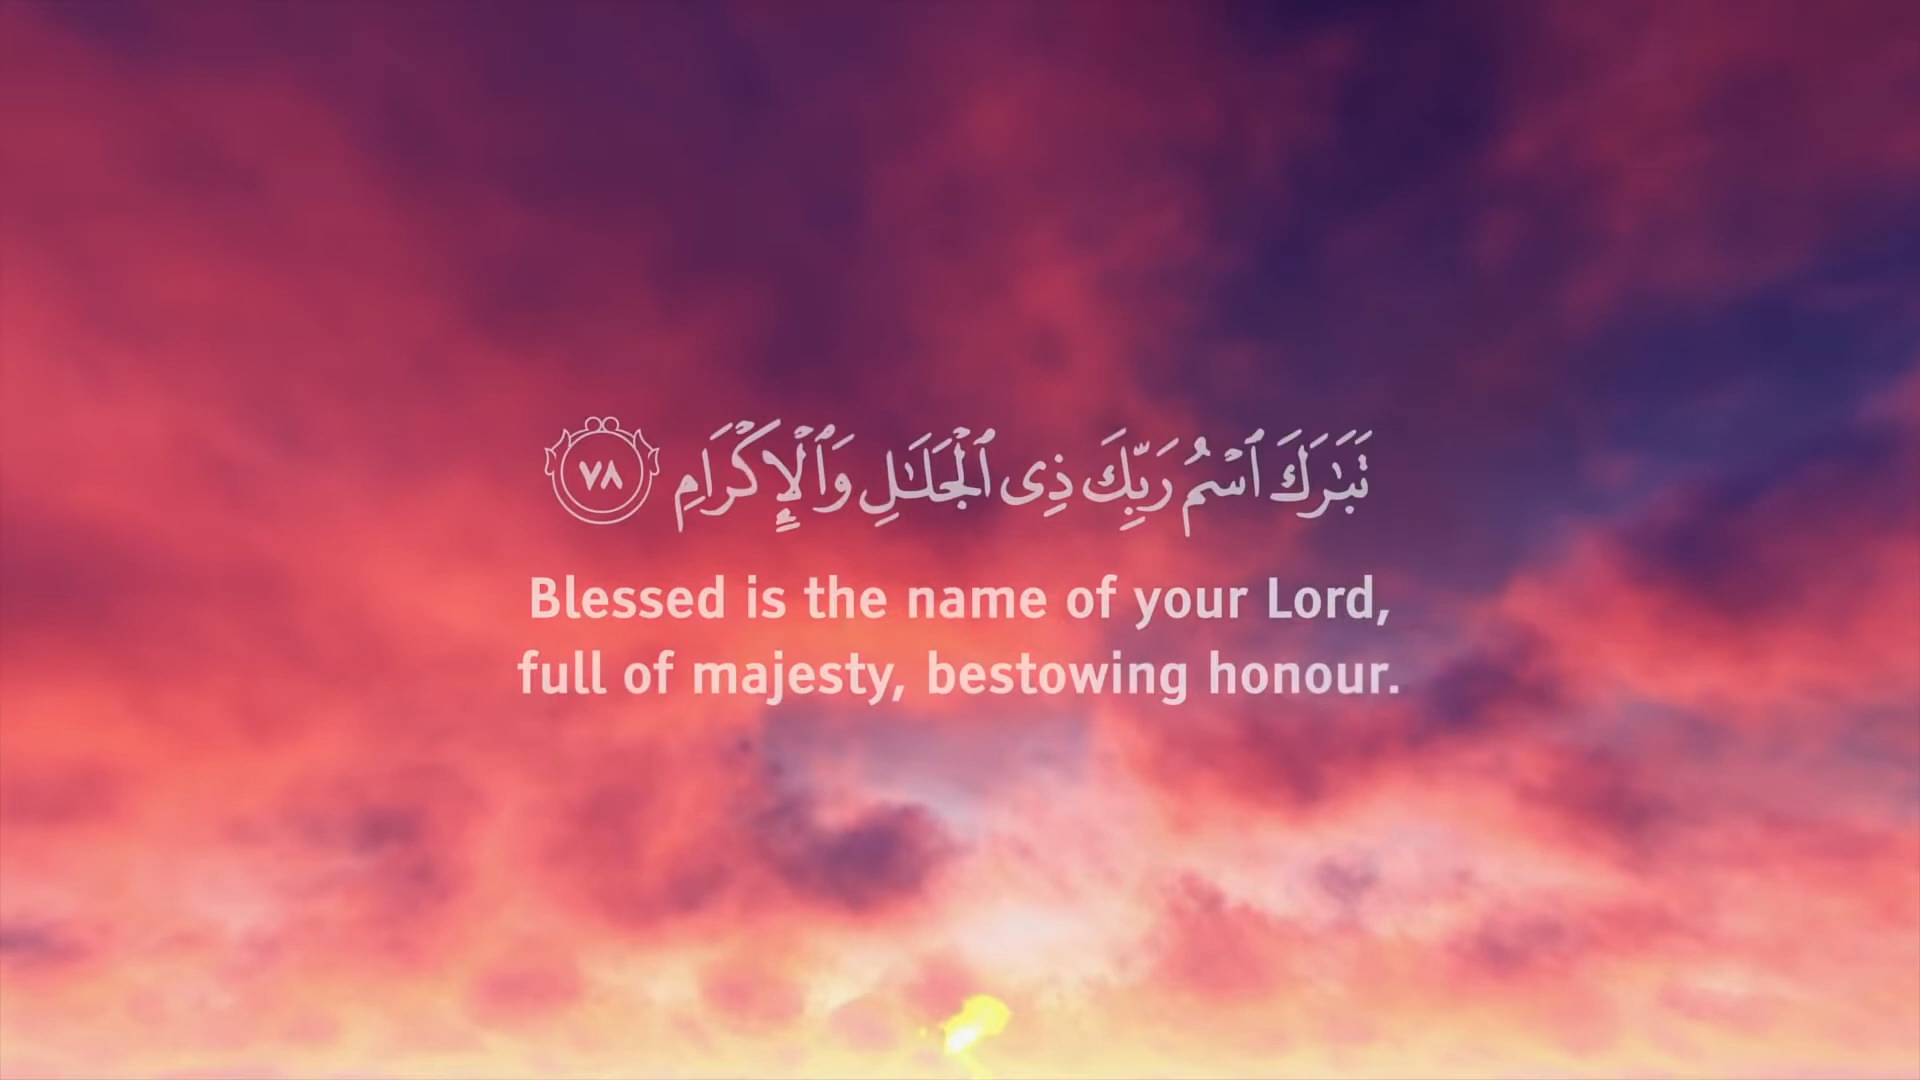 تَبَـٰرَكَ ٱسْمُ رَبِّكَ ذِى ٱلْجَلَـٰلِ وَٱلْإِكْرَامِ ٧٨
Blessed is the name of your Lord,
full of majesty, bestowing honour.